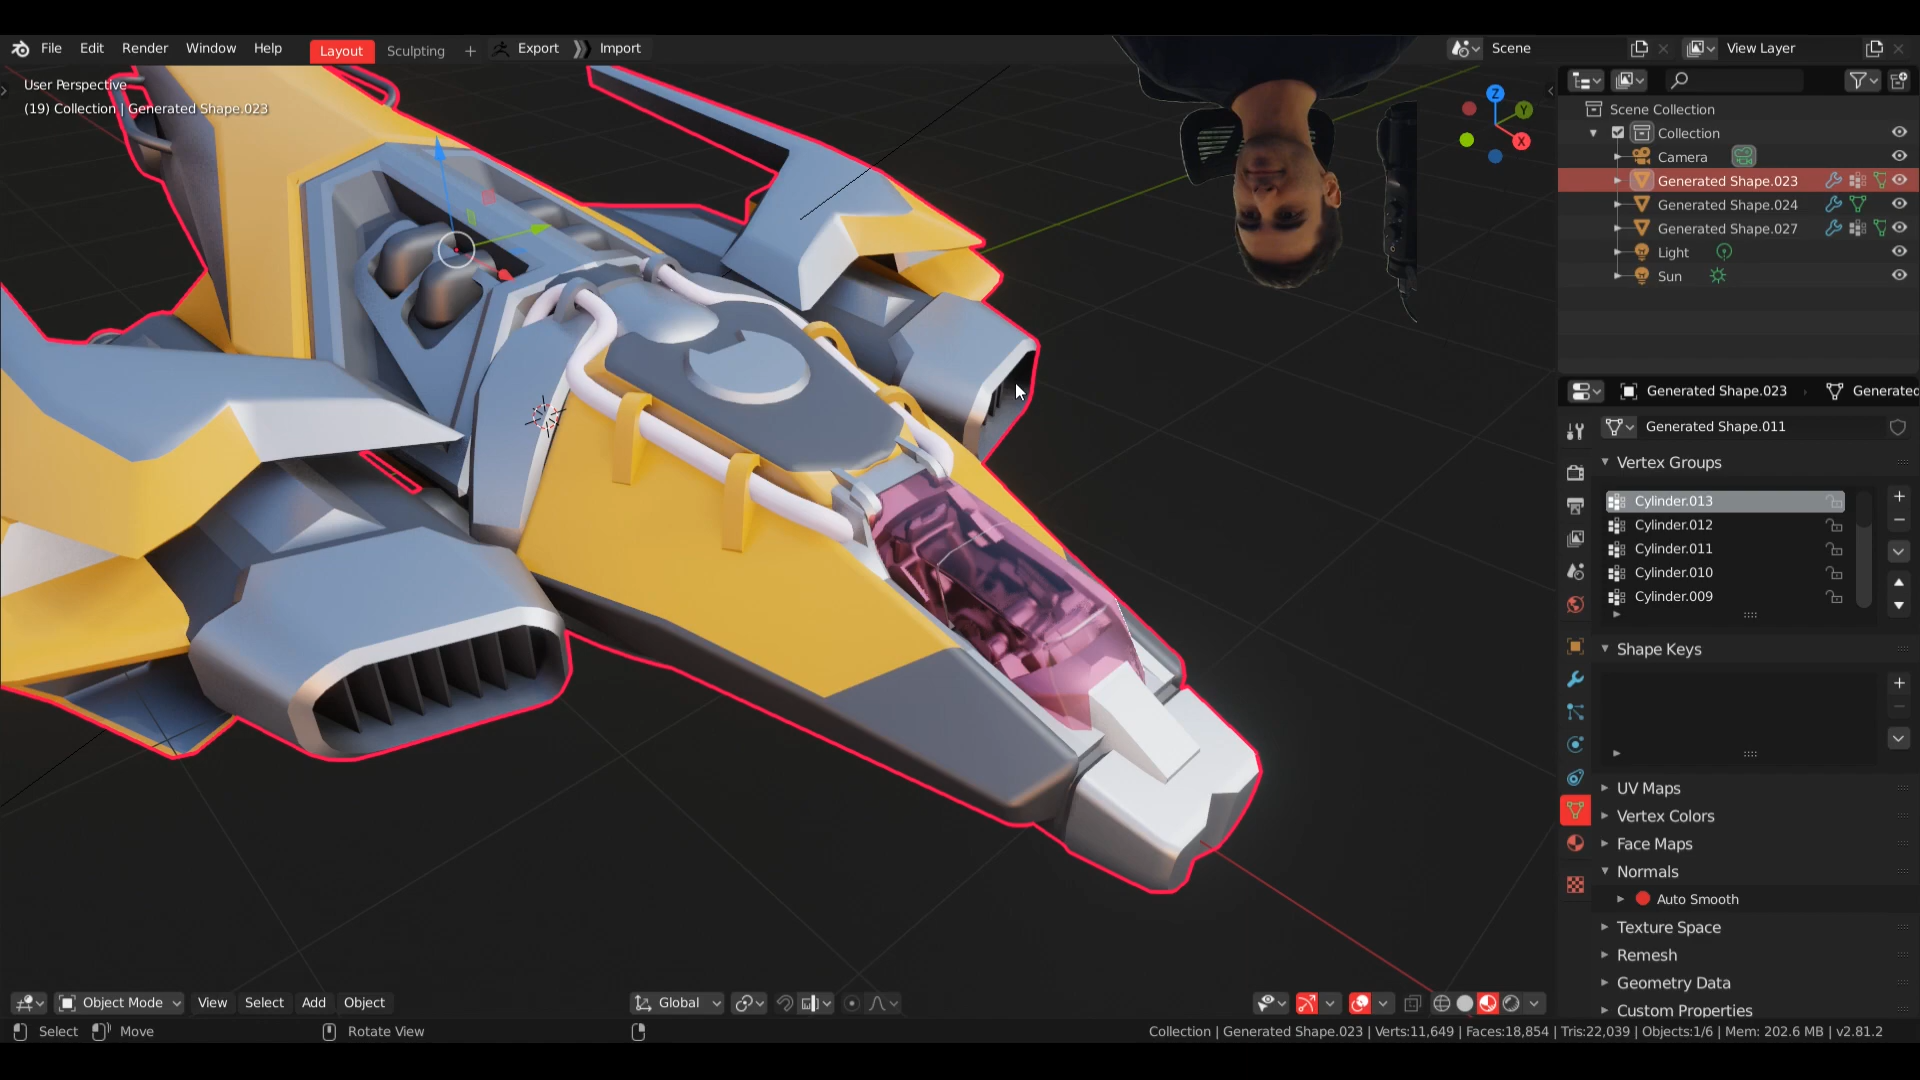 File Edit Render Window Help Layout Sculpting + Export Import Scene View Layer
User Perspective
(19) Collection | Generated Shape.023
Z
Y
X
Scene Collection
Collection
Camera
Generated Shape.023
Generated Shape.024
Generated Shape.027
Light
Sun
Generated Shape.023 › Generated
Generated Shape.011
Vertex Groups
Cylinder.013
Cylinder.012
Cylinder.011
Cylinder.010
Cylinder.009
Shape Keys
UV Maps
Vertex Colors
Face Maps
Normals
Auto Smooth
Texture Space
Remesh
Geometry Data
Custom Properties
Object Mode View Select Add Object Global
Select Move Rotate View Collection | Generated Shape.023 | Verts:11,649 | Faces:18,854 | Tris:22,039 | Objects:1/6 | Mem: 202.6 MB | v2.81.2